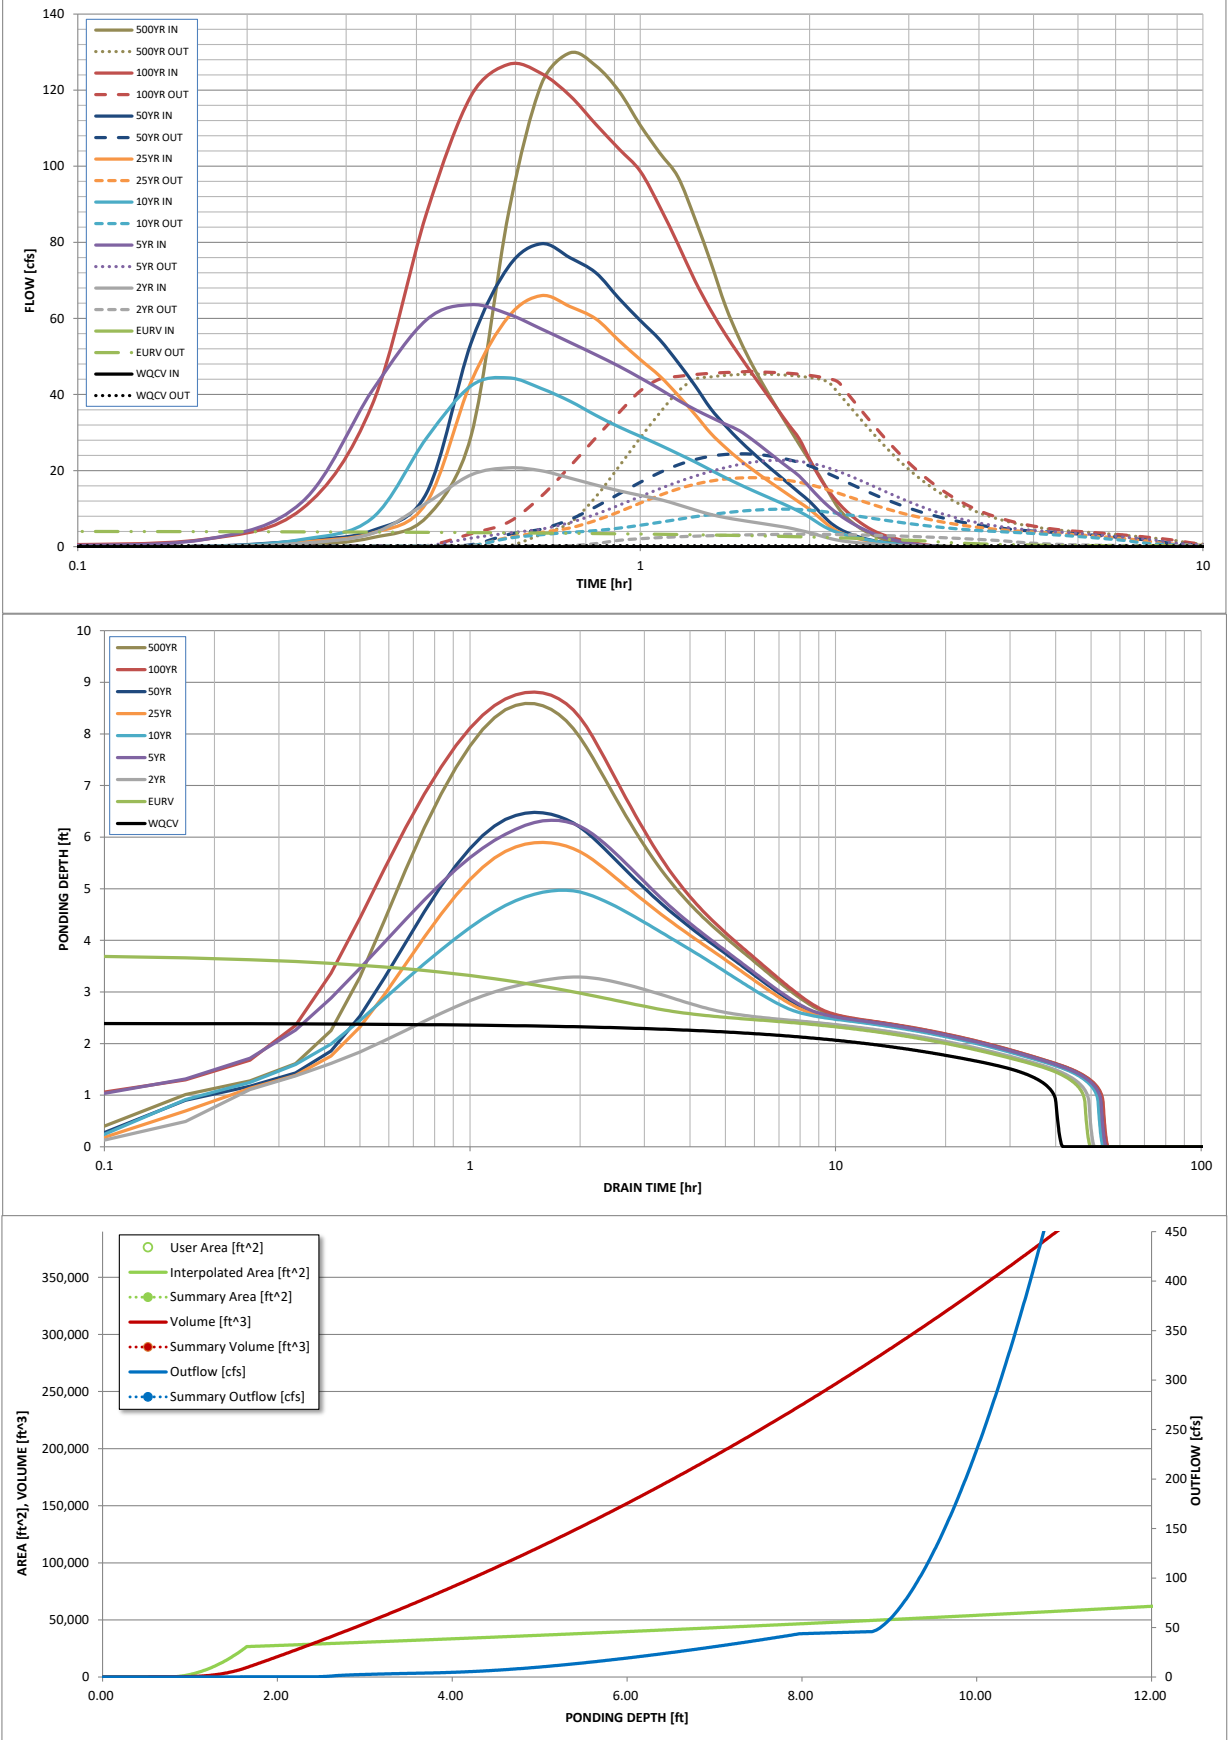 140
120
100
80
60
40
20
0
FLOW [cfs]
500YR IN
500YR OUT
100YR IN
100YR OUT
50YR IN
50YR OUT
25YR IN
25YR OUT
10YR IN
10YR OUT
5YR IN
5YR OUT
2YR IN
2YR OUT
EURV IN
EURV OUT
WQCV IN
WQCV OUT
0.1 1 10
TIME [hr]
10
9
8
7
6
5
4
3
2
1
0
PONDING DEPTH [ft]
500YR
100YR
50YR
25YR
10YR
5YR
2YR
EURV
WQCV
0.1 1 10 100
DRAIN TIME [hr]
350,000
300,000
250,000
200,000
150,000
100,000
50,000
0
AREA [ft^2], VOLUME [ft^3]
User Area [ft^2]
Interpolated Area [ft^2]
Summary Area [ft^2]
Volume [ft^3]
Summary Volume [ft^3]
Outflow [cfs]
Summary Outflow [cfs]
450
400
350
300
250
200
150
100
50
0
OUTFLOW [cfs]
0.00 2.00 4.00 6.00 8.00 10.00 12.00
PONDING DEPTH [ft]